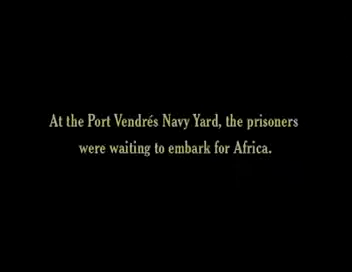 At the Port Vendrés Navy Yard, the prisoners
were waiting to embark for Africa.